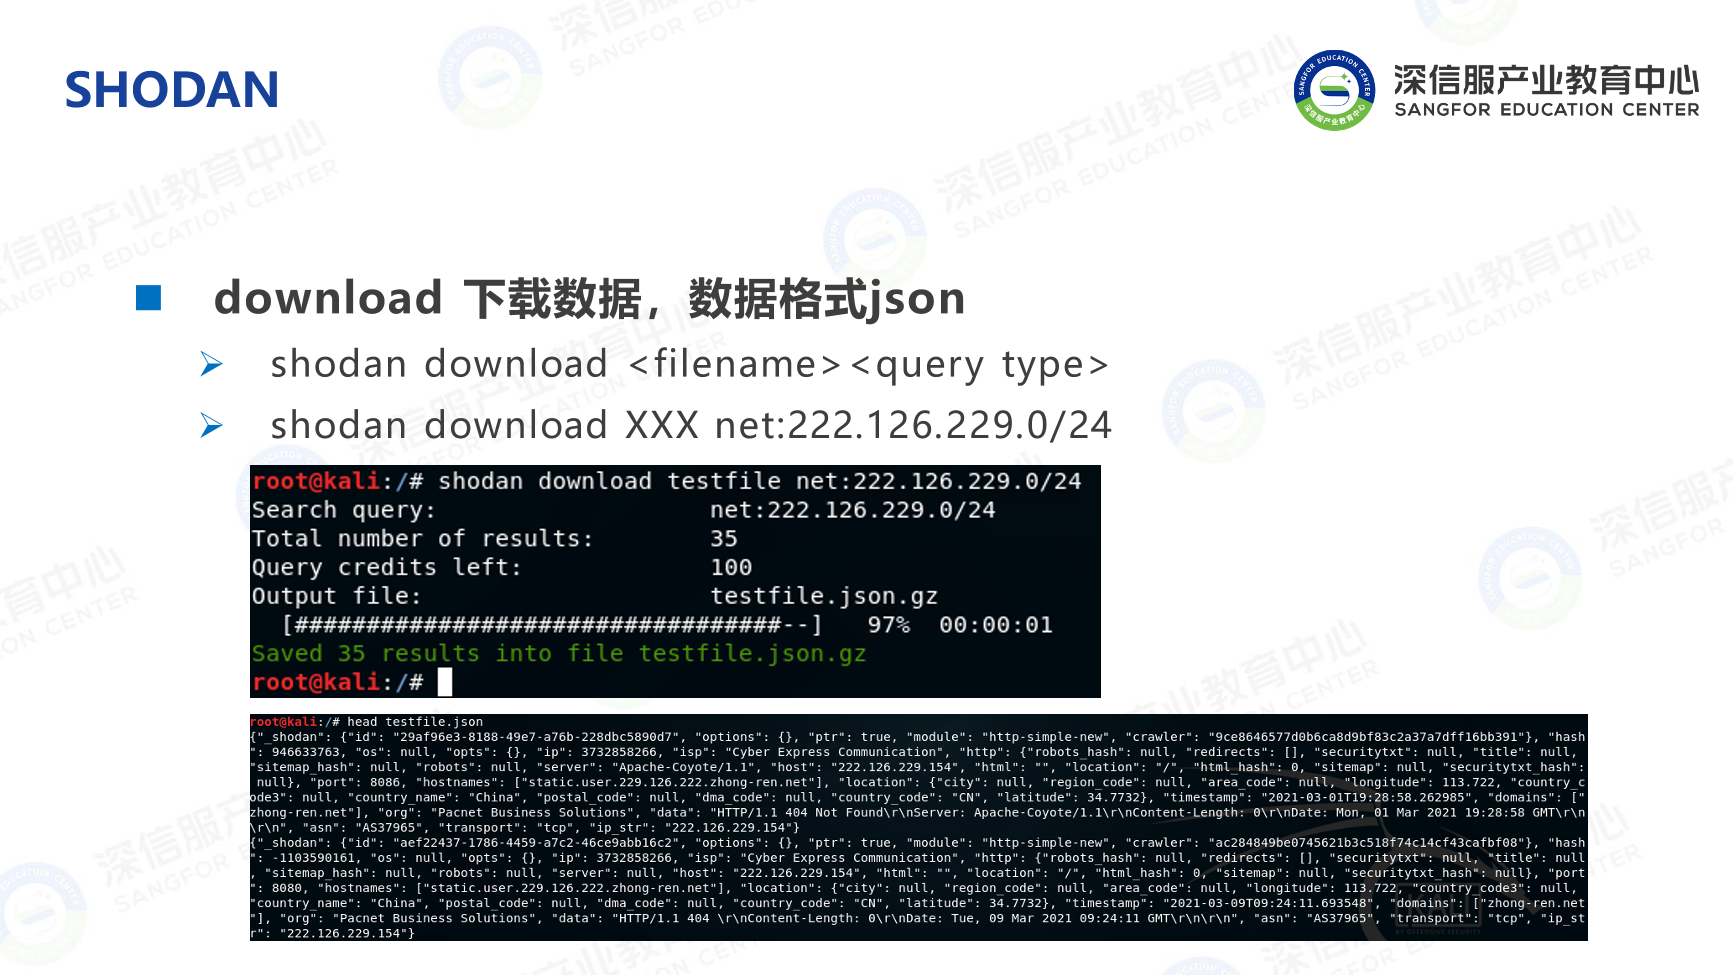 SHODAN
深信服产业教育中心
SANGFOR EDUCATION CENTER
download 下载数据，数据格式json
shodan download <filename><query type>
shodan download XXX net:222.126.229.0/24
root@kali:/# shodan download testfile net:222.126.229.0/24
Search query: net:222.126.229.0/24
Total number of results: 35
Query credits left: 100
Output file: testfile.json.gz
[##################################--] 97% 00:00:01
Saved 35 results into file testfile.json.gz
root@kali:/#
root@kali:/# head testfile.json
{"_shodan": {"id": "29af96e3-8188-49e7-a76b-228dbc5890d7", "options": {}, "ptr": true, "module": "http-simple-new", "crawler": "9ce8646577d0b6ca8d9bf83c2a37a7dff16bb391"}, "hash
": 946633763, "os": null, "opts": {}, "ip": 3732858266, "isp": "Cyber Express Communication", "http": {"robots_hash": null, "redirects": [], "securitytxt": null, "title": null,
"sitemap_hash": null, "robots": null, "server": "Apache-Coyote/1.1", "host": "222.126.229.154", "html": "", "location": "/", "html_hash": 0, "sitemap": null, "securitytxt_hash":
null}, "port": 8086, "hostnames": ["static.user.229.126.222.zhong-ren.net"], "location": {"city": null, "region_code": null, "area_code": null, "longitude": 113.722, "country_c
ode3": null, "country_name": "China", "postal_code": null, "dma_code": null, "country_code": "CN", "latitude": 34.7732}, "timestamp": "2021-03-01T19:28:58.262985", "domains": ["
zhong-ren.net"], "org": "Pacnet Business Solutions", "data": "HTTP/1.1 404 Not Found\r\nServer: Apache-Coyote/1.1\r\nContent-Length: 0\r\nDate: Mon, 01 Mar 2021 19:28:58 GMT\r\n
\r\n", "asn": "AS37965", "transport": "tcp", "ip_str": "222.126.229.154"}
{"_shodan": {"id": "aef22437-1786-4459-a7c2-46ce9abb16c2", "options": {}, "ptr": true, "module": "http-simple-new", "crawler": "ac284849be0745621b3c518f74c14cf43cafbf08"}, "hash
": -1103590161, "os": null, "opts": {}, "ip": 3732858266, "isp": "Cyber Express Communication", "http": {"robots_hash": null, "redirects": [], "securitytxt": null, "title": null
, "sitemap_hash": null, "robots": null, "server": null, "host": "222.126.229.154", "html": "", "location": "/", "html_hash": 0, "sitemap": null, "securitytxt_hash": null}, "port
": 8080, "hostnames": ["static.user.229.126.222.zhong-ren.net"], "location": {"city": null, "region_code": null, "area_code": null, "longitude": 113.722, "country_code3": null,
"country_name": "China", "postal_code": null, "dma_code": null, "country_code": "CN", "latitude": 34.7732}, "timestamp": "2021-03-09T09:24:11.693548", "domains": ["zhong-ren.net
"], "org": "Pacnet Business Solutions", "data": "HTTP/1.1 404 \r\nContent-Length: 0\r\nDate: Tue, 09 Mar 2021 09:24:11 GMT\r\n\r\n", "asn": "AS37965", "transport": "tcp", "ip_st
r": "222.126.229.154"}